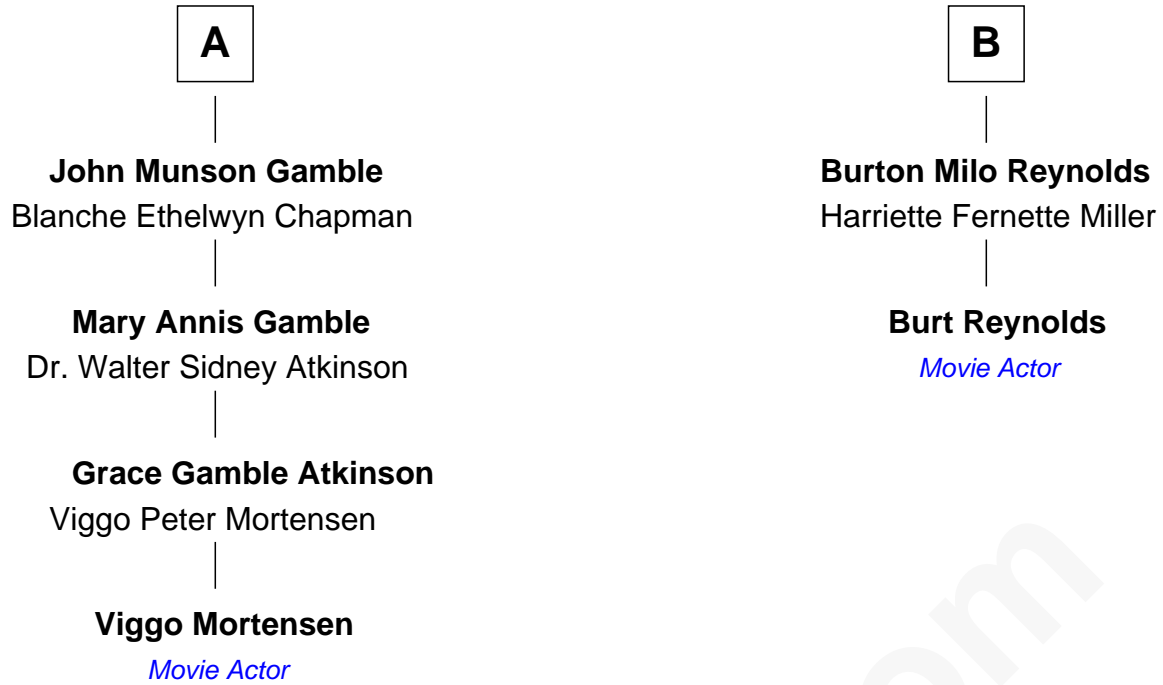 A
John Munson Gamble
Blanche Ethelwyn Chapman
Mary Annis Gamble
Dr. Walter Sidney Atkinson
Grace Gamble Atkinson
Viggo Peter Mortensen
Viggo Mortensen
Movie Actor
B
Burton Milo Reynolds
Harriette Fernette Miller
Burt Reynolds
Movie Actor
om